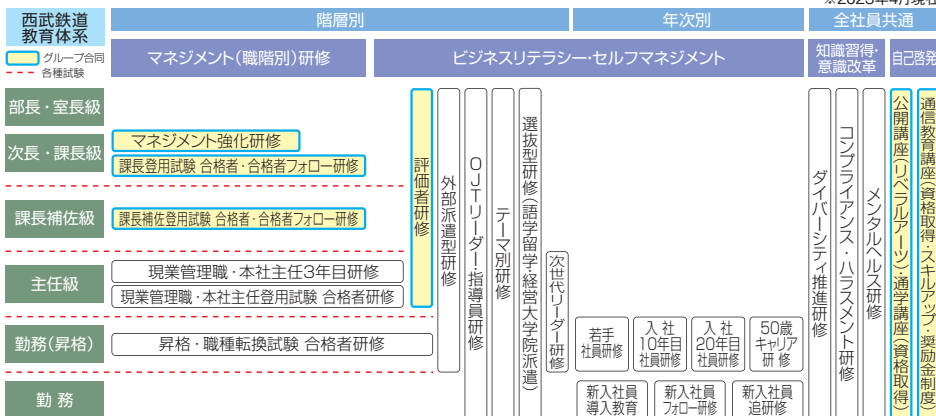 ※2023年4月現在
西武鉄道
教育体系
グループ合同
各種試験
階層別
年次別
全社員共通
マネジメント(職階別)研修
ビジネスリテラシー・セルフマネジメント
知識習得・
意識改革
自己啓発
部長・室長級
次長・課長級
課長補佐級
主任級
勤務(昇格)
勤 務
マネジメント強化研修
課長登用試験 合格者・合格者フォロー研修
課長補佐登用試験 合格者・合格者フォロー研修
現業管理職・本社主任3年目研修
現業管理職・本社主任登用試験 合格者研修
昇格・職種転換試験 合格者研修
評価者研修
外部派遣型研修
OJTリーダー・指導員研修
テーマ別研修
選抜型研修(語学留学・経営大学院派遣)
次世代リーダー研修
若手
社員研修
入 社
10年目
社員研修
入 社
20年目
社員研修
50歳
キャリア
研 修
新入社員
導入教育
新入社員
フォロー研修
新入社員
追研修
ダイバーシティ推進研修
コンプライアンス・ハラスメント研修
メンタルヘルス研修
公開講座(リベラルアーツ)・通学講座(資格取得)
通信教育講座(資格取得・スキルアップ・奨励金制度)